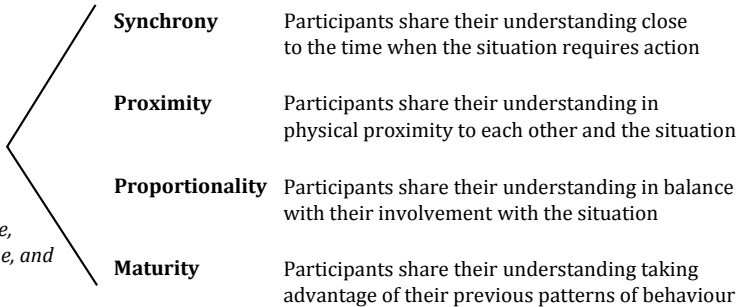 Synchrony Participants share their understanding close
to the time when the situation requires action
Proximity Participants share their understanding in
physical proximity to each other and the situation
Proportionality Participants share their understanding in balance
with their involvement with the situation
and
Maturity Participants share their understanding taking
advantage of their previous patterns of behaviour